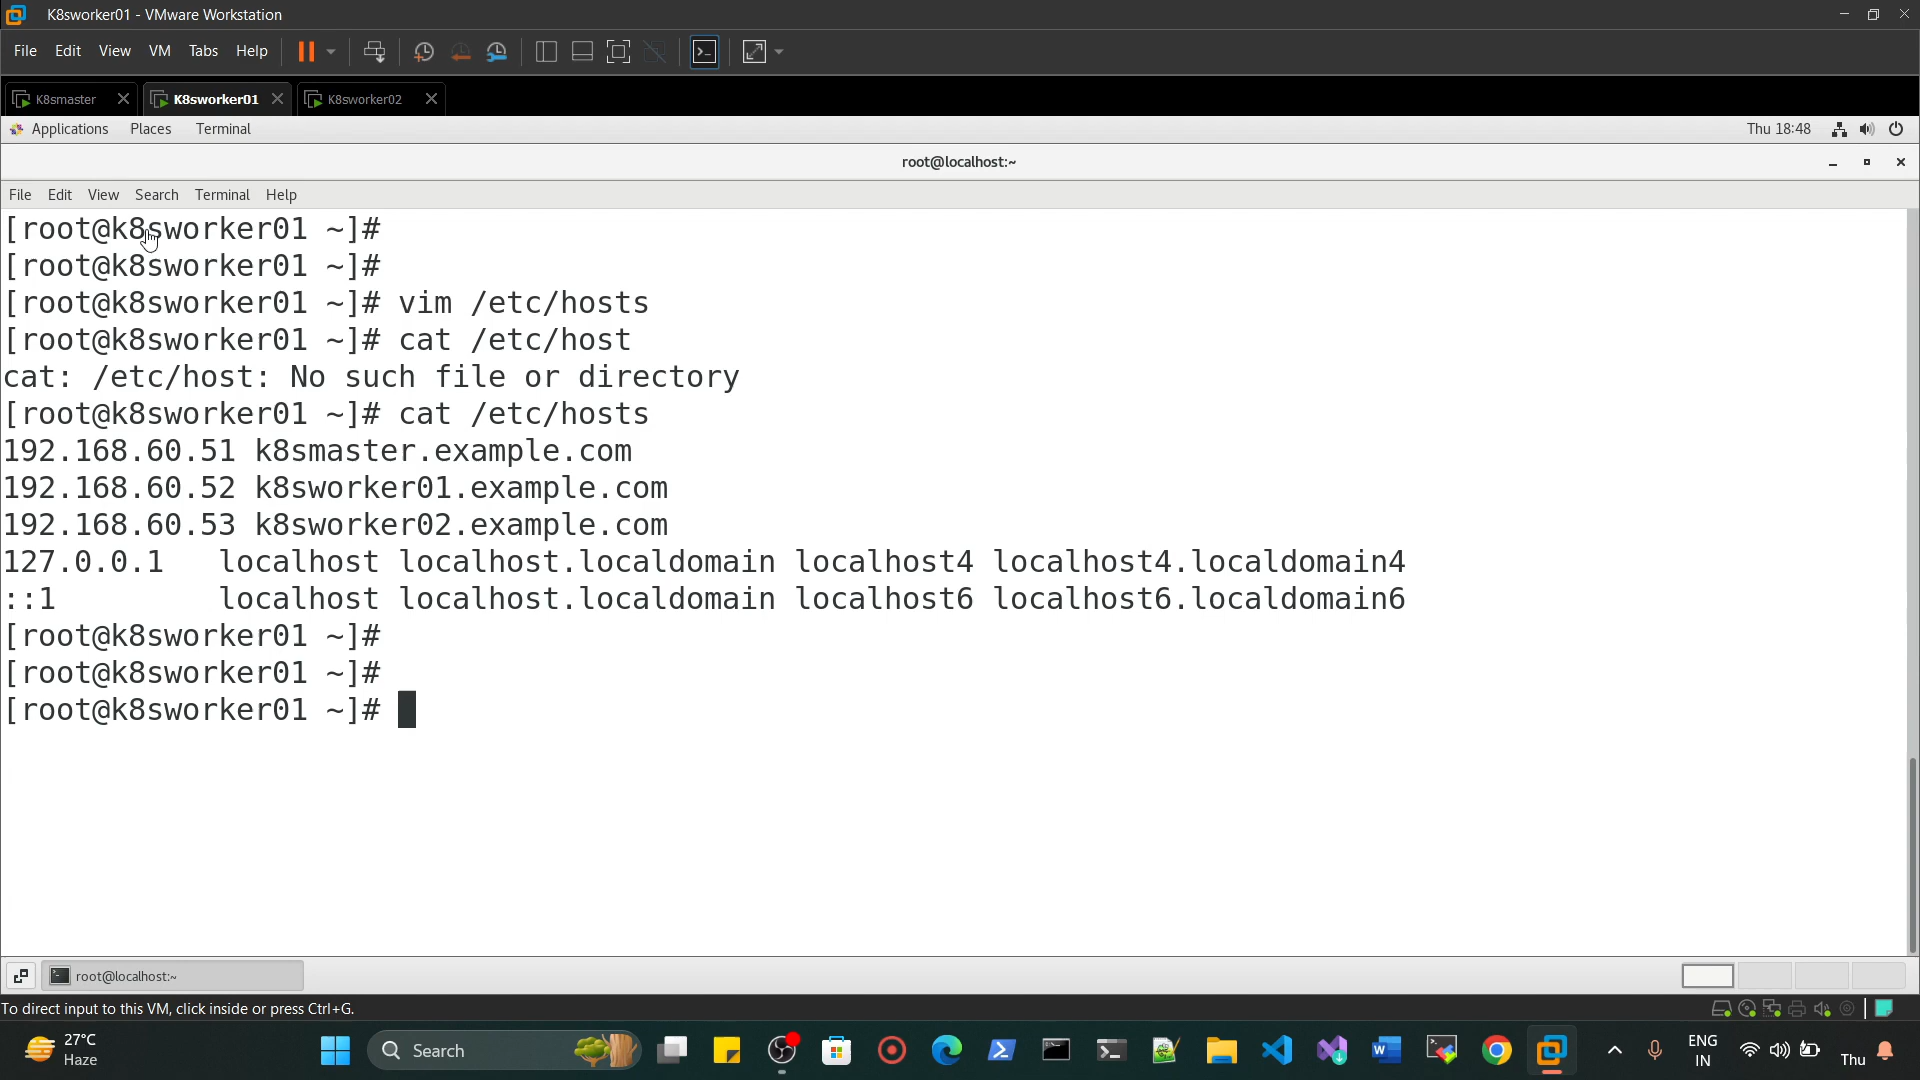 K8sworker01 - VMware Workstation
File Edit View VM Tabs Help
K8smaster K8sworker01 K8sworker02
Applications Places Terminal Thu 18:48
root@localhost:~
File Edit View Search Terminal Help
[root@k8sworker01 ~]#
[root@k8sworker01 ~]#
[root@k8sworker01 ~]# vim /etc/hosts
[root@k8sworker01 ~]# cat /etc/host
cat: /etc/host: No such file or directory
[root@k8sworker01 ~]# cat /etc/hosts
192.168.60.51 k8smaster.example.com
192.168.60.52 k8sworker01.example.com
192.168.60.53 k8sworker02.example.com
127.0.0.1   localhost localhost.localdomain localhost4 localhost4.localdomain4
::1         localhost localhost.localdomain localhost6 localhost6.localdomain6
[root@k8sworker01 ~]#
[root@k8sworker01 ~]#
[root@k8sworker01 ~]#
root@localhost:~
To direct input to this VM, click inside or press Ctrl+G.
27°C
Haze
Search
ENG
IN
Thu